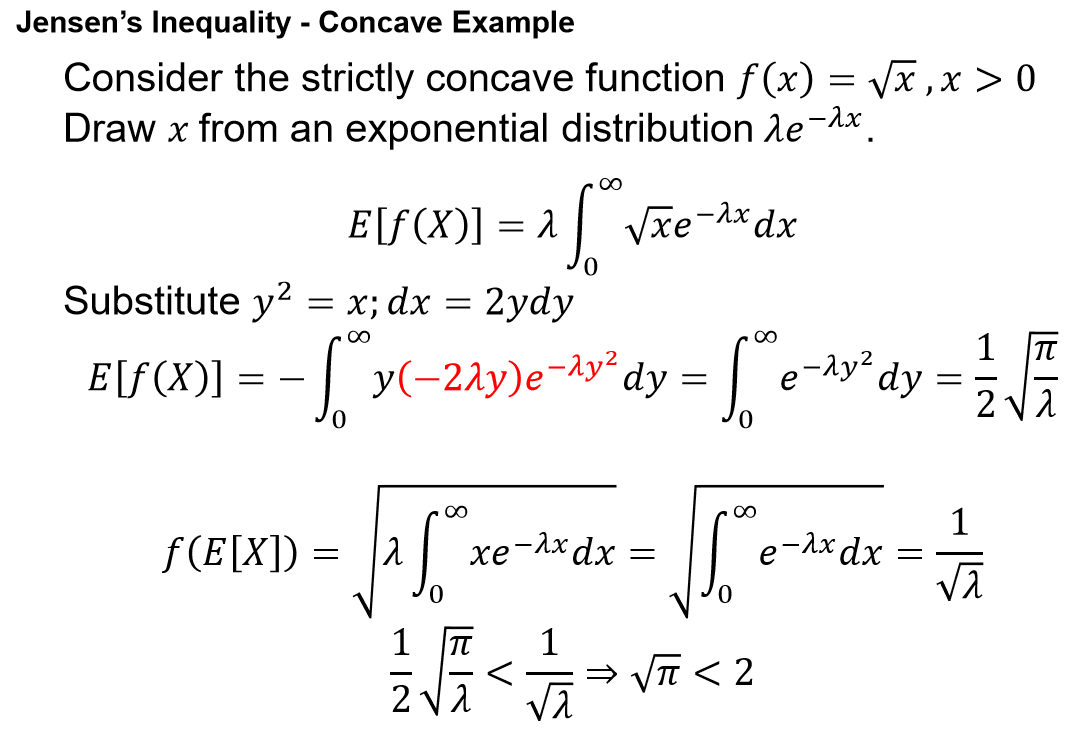 Jensen’s Inequality - Concave Example
Consider the strictly concave function f(x) = √x , x > 0
Draw x from an exponential distribution λe^{−λx}.
E[f(X)] = λ ∫_0^∞ √x e^{−λx} dx
Substitute y² = x; dx = 2ydy
E[f(X)] = − ∫_0^∞ y(−2λy)e^{−λy²} dy = ∫_0^∞ e^{−λy²} dy = 1/2 √(π/λ)
f(E[X]) = √(λ ∫_0^∞ xe^{−λx} dx) = √(∫_0^∞ e^{−λx} dx) = 1/√λ
1/2 √(π/λ) < 1/√λ ⇒ √π < 2